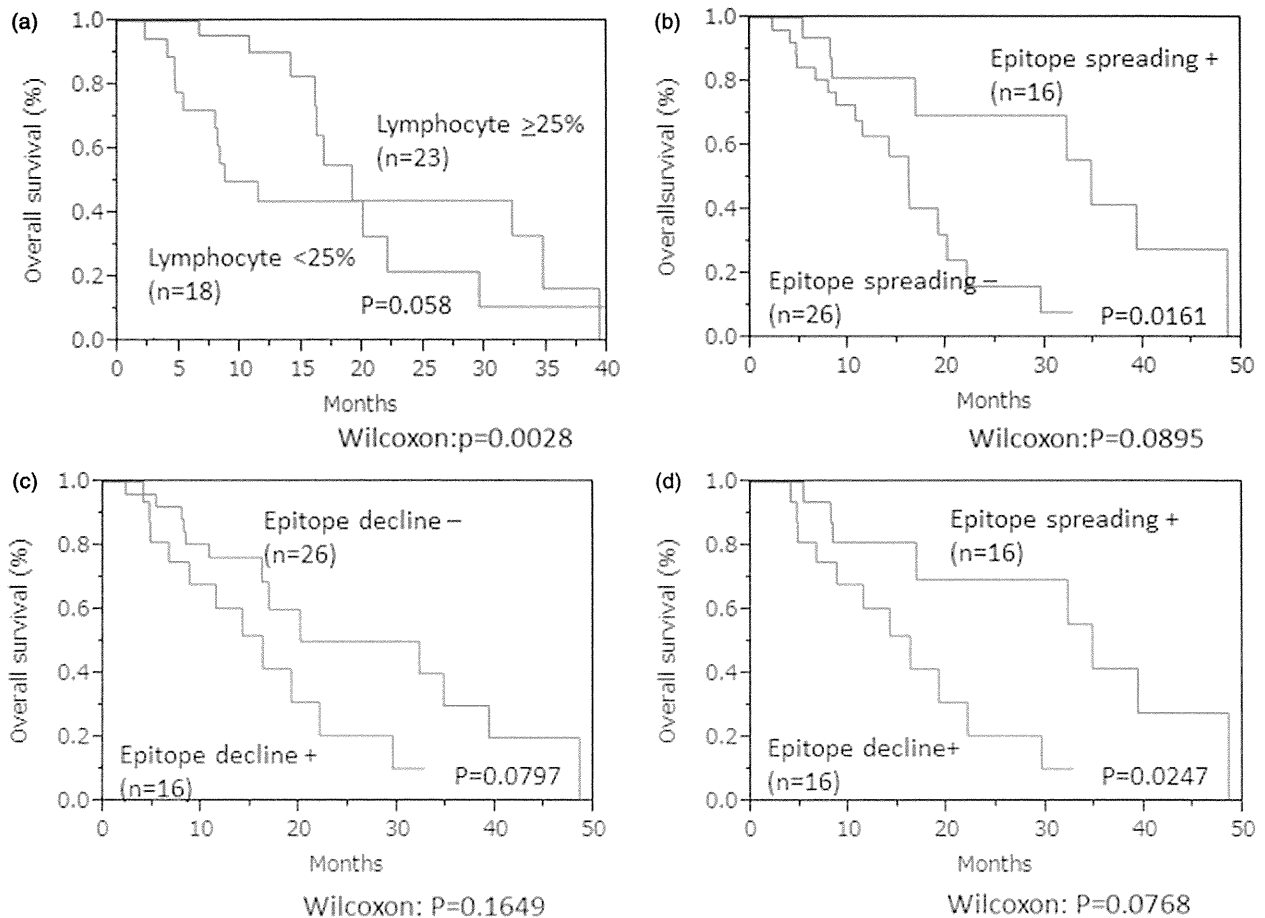 (a)
Overall survival (%)
1.0
0.8
0.6
0.4
0.2
0.0
Lymphocyte ≥25%
(n=23)
Lymphocyte <25%
(n=18)
P=0.058
0 5 10 15 20 25 30 35 40
Months
Wilcoxon:p=0.0028
(b)
Overallsurvival (%)
1.0
0.8
0.6
0.4
0.2
0.0
Epitope spreading +
(n=16)
Epitope spreading –
(n=26)
P=0.0161
0 10 20 30 40 50
Months
Wilcoxon:P=0.0895
(c)
Overall survival (%)
1.0
0.8
0.6
0.4
0.2
0.0
Epitope decline –
(n=26)
Epitope decline +
(n=16)
P=0.0797
0 10 20 30 40 50
Months
Wilcoxon: P=0.1649
(d)
Overall survival (%)
1.0
0.8
0.6
0.4
0.2
0.0
Epitope spreading +
(n=16)
Epitope decline+
(n=16)
P=0.0247
0 10 20 30 40 50
Months
Wilcoxon: P=0.0768